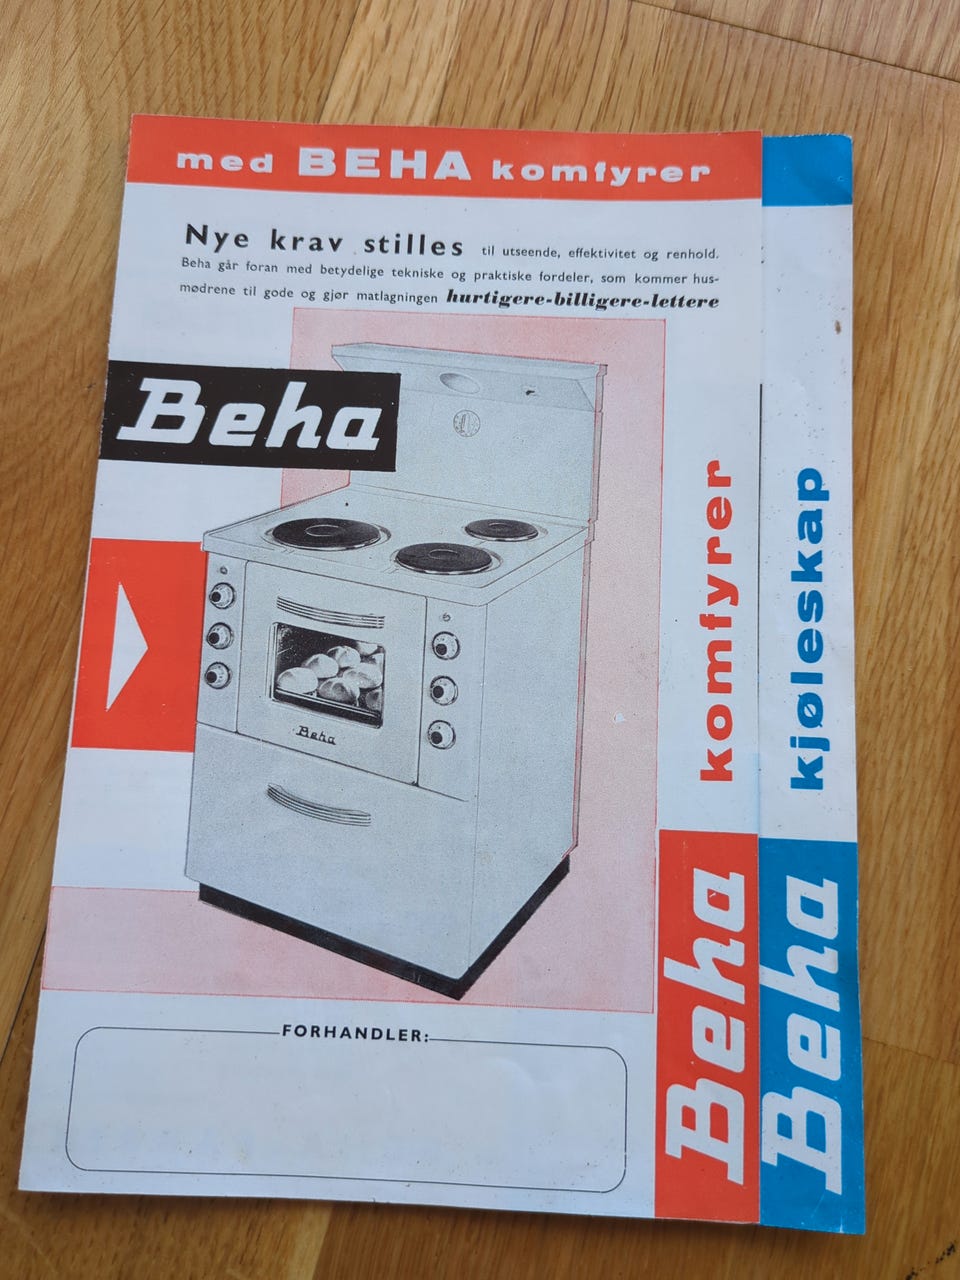 med BEHA komfyrer
Nye krav stilles til utseende, effektivitet og renhold.
Beha går foran med betydelige tekniske og praktiske fordeler, som kommer hus-
mødrene til gode og gjør matlagningen hurtigere-billigere-lettere
Beha
Beha
FORHANDLER:
komfyrer
Beha
kjøleskap
Beha